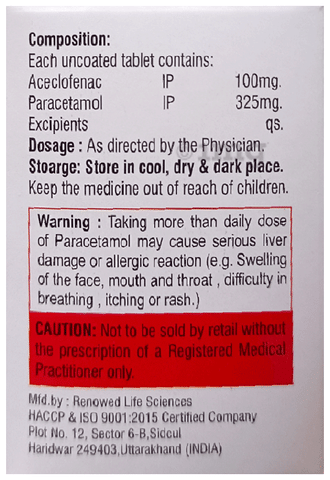 Composition:
Each uncoated tablet contains:
Aceclofenac IP 100mg.
Paracetamol IP 325mg.
Excipients qs.
Dosage : As directed by the Physician.
Stoarge: Store in cool, dry & dark place.
Keep the medicine out of reach of children.
Warning : Taking more than daily dose
of Paracetamol may cause serious liver
damage or allergic reaction (e.g. Swelling
of the face, mouth and throat , difficulty in
breathing , itching or rash.)
CAUTION: Not to be sold by retail without
the prescription of a Registered Medical
Practitioner only.
Mfd.by : Renowed Life Sciences
HACCP & ISO 9001:2015 Certified Company
Plot No. 12, Sector 6-B,Sidcul
Haridwar 249403,Uttarakhand (INDIA)